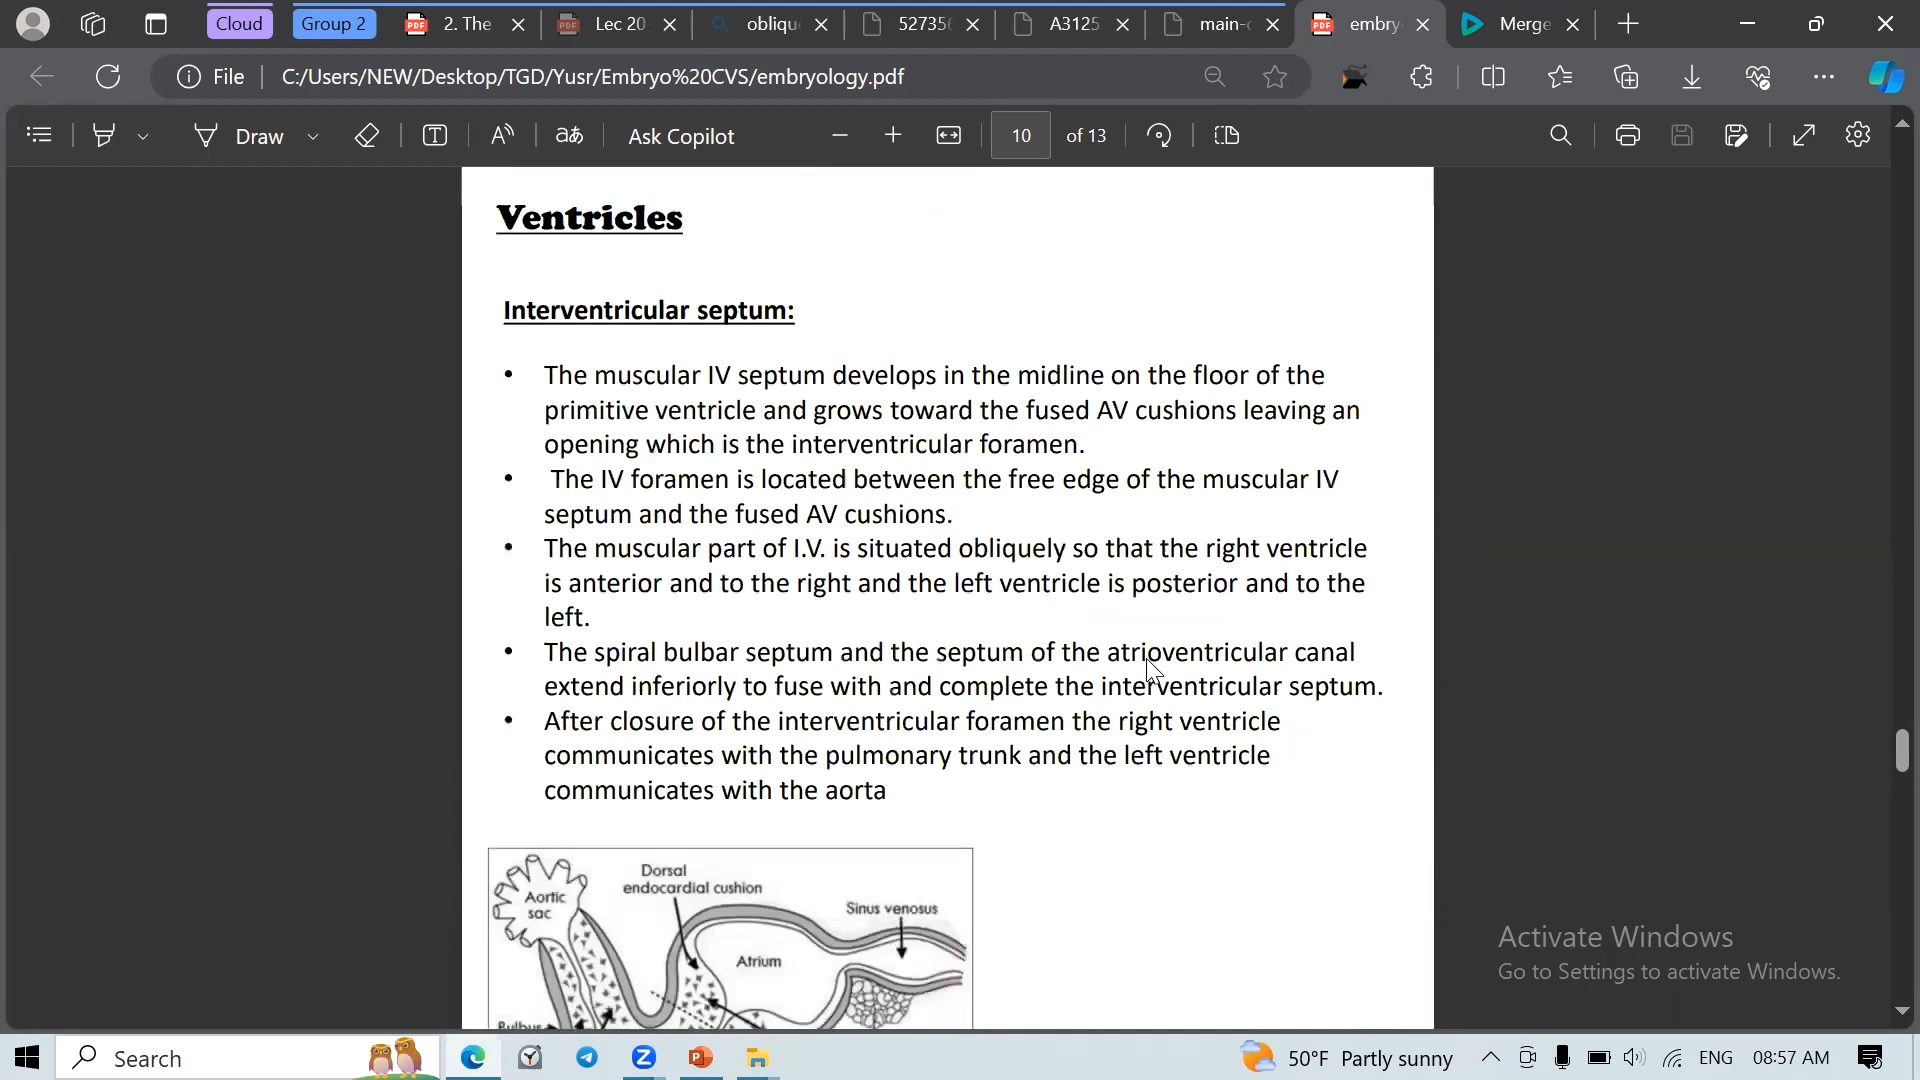 Cloud
Group 2
2. The
Lec 20
obliqu
527356
A3125
main-c
embry
Merge
File
C:/Users/NEW/Desktop/TGD/Yusr/Embryo%20CVS/embryology.pdf
Draw
Ask Copilot
10
of 13
Ventricles
Interventricular septum:
• The muscular IV septum develops in the midline on the floor of the
primitive ventricle and grows toward the fused AV cushions leaving an
opening which is the interventricular foramen.
• The IV foramen is located between the free edge of the muscular IV
septum and the fused AV cushions.
• The muscular part of I.V. is situated obliquely so that the right ventricle
is anterior and to the right and the left ventricle is posterior and to the
left.
• The spiral bulbar septum and the septum of the atrioventricular canal
extend inferiorly to fuse with and complete the interventricular septum.
• After closure of the interventricular foramen the right ventricle
communicates with the pulmonary trunk and the left ventricle
communicates with the aorta
Dorsal
endocardial cushion
Aortic
sac
Sinus venosus
Atrium
Bulbus
Activate Windows
Go to Settings to activate Windows.
Search
50°F Partly sunny
ENG
08:57 AM